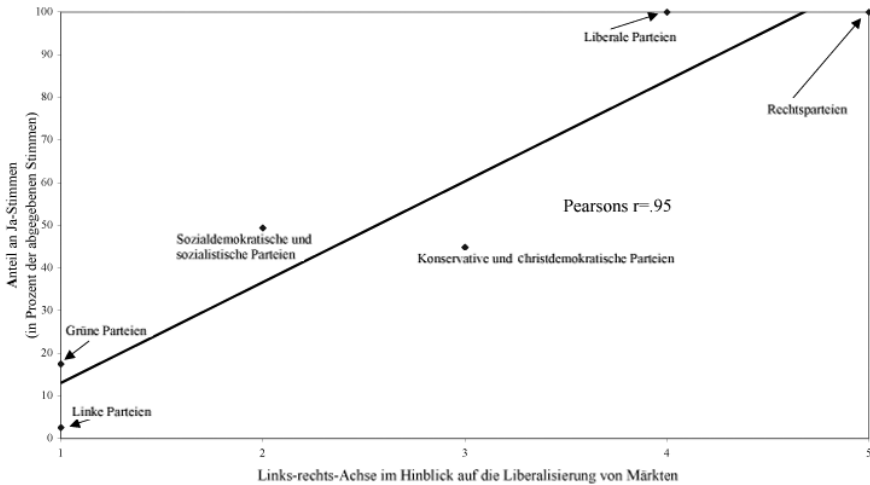 Anteil an Ja-Stimmen
(in Prozent der abgegebenen Stimmen)
100
90
80
70
60
50
40
30
20
10
0
Liberale Parteien
Rechtsparteien
Pearsons r=.95
Sozialdemokratische und
sozialistische Parteien
Konservative und christdemokratische Parteien
Grüne Parteien
Linke Parteien
1
2
3
4
5
Links-rechts-Achse im Hinblick auf die Liberalisierung von Märkten